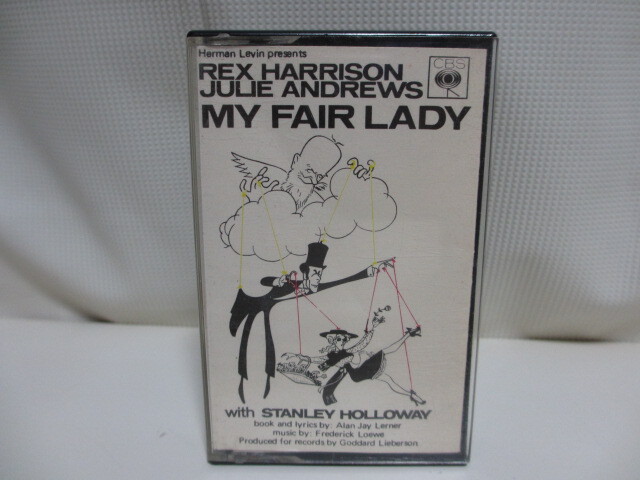 Herman Levin presents
REX HARRISON
JULIE ANDREWS
CBS
MY FAIR LADY
with STANLEY HOLLOWAY
book and lyrics by: Alan Jay Lerner
music by: Frederick Loewe
Produced for records by Goddard Lieberson